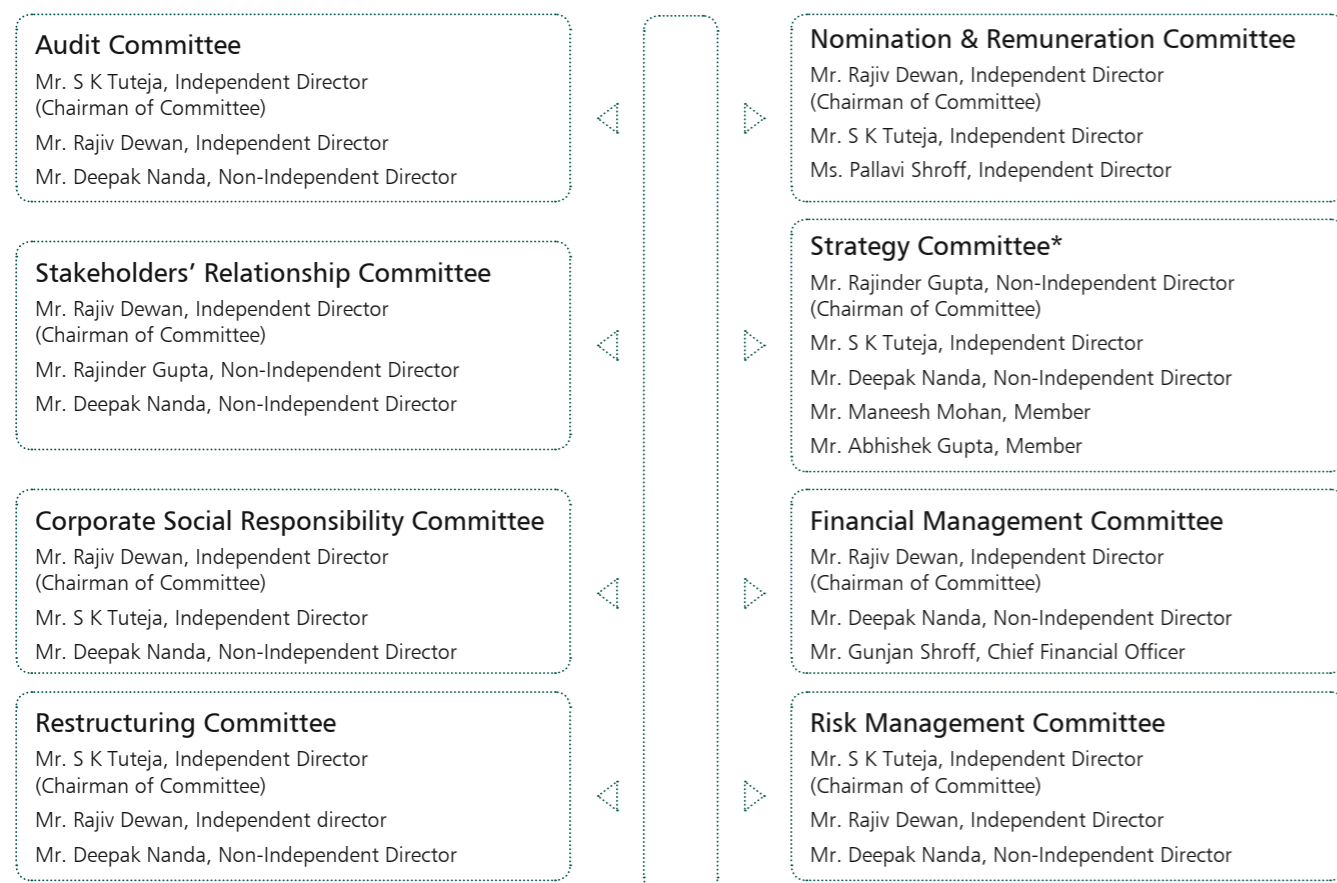 Audit Committee
Mr. S K Tuteja, Independent Director
(Chairman of Committee)
Mr. Rajiv Dewan, Independent Director
Mr. Deepak Nanda, Non-Independent Director
Nomination & Remuneration Committee
Mr. Rajiv Dewan, Independent Director
(Chairman of Committee)
Mr. S K Tuteja, Independent Director
Ms. Pallavi Shroff, Independent Director
Stakeholders’ Relationship Committee
Mr. Rajiv Dewan, Independent Director
(Chairman of Committee)
Mr. Rajinder Gupta, Non-Independent Director
Mr. Deepak Nanda, Non-Independent Director
Strategy Committee*
Mr. Rajinder Gupta, Non-Independent Director
(Chairman of Committee)
Mr. S K Tuteja, Independent Director
Mr. Deepak Nanda, Non-Independent Director
Mr. Maneesh Mohan, Member
Mr. Abhishek Gupta, Member
Corporate Social Responsibility Committee
Mr. Rajiv Dewan, Independent Director
(Chairman of Committee)
Mr. S K Tuteja, Independent Director
Mr. Deepak Nanda, Non-Independent Director
Financial Management Committee
Mr. Rajiv Dewan, Independent Director
(Chairman of Committee)
Mr. Deepak Nanda, Non-Independent Director
Mr. Gunjan Shroff, Chief Financial Officer
Restructuring Committee
Mr. S K Tuteja, Independent Director
(Chairman of Committee)
Mr. Rajiv Dewan, Independent director
Mr. Deepak Nanda, Non-Independent Director
Risk Management Committee
Mr. S K Tuteja, Independent Director
(Chairman of Committee)
Mr. Rajiv Dewan, Independent Director
Mr. Deepak Nanda, Non-Independent Director